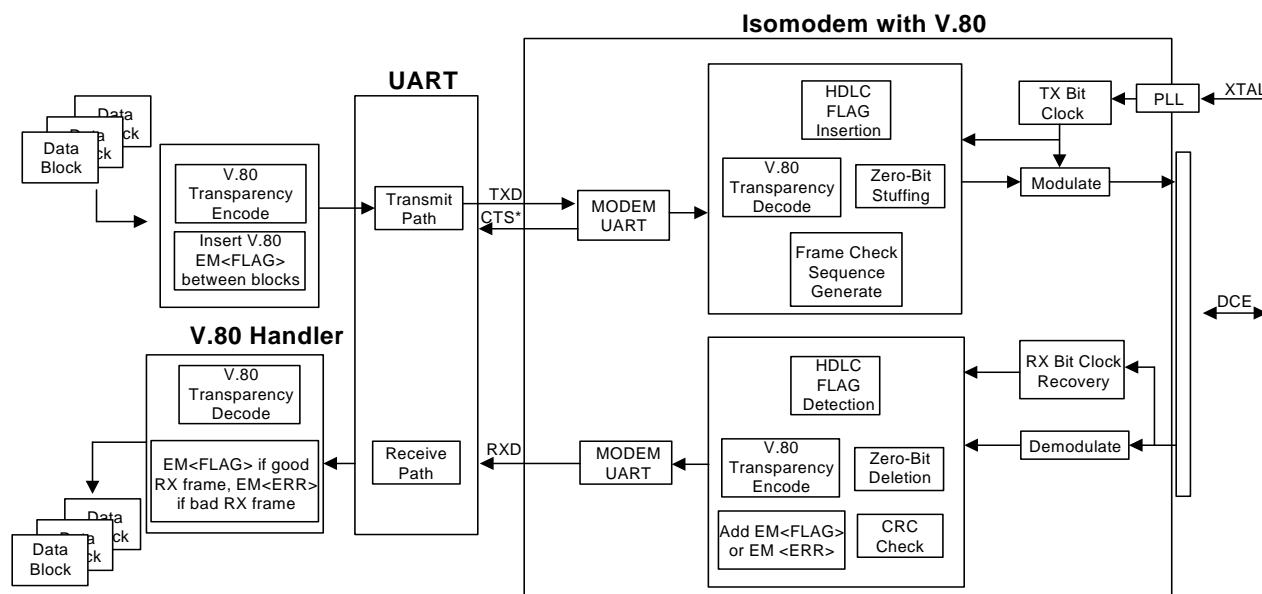 Isomodem with V.80
UART
HDLC
FLAG
Insertion
TX Bit
Clock
PLL
XTAL
Data
Block
Data
Block
Data
Block
V.80
Transparency
Encode
Insert V.80
EM<FLAG>
between blocks
Transmit
Path
TXD
CTS*
MODEM
UART
V.80
Transparency
Decode
Zero-Bit
Stuffing
Modulate
Frame Check
Sequence
Generate
DCE
V.80 Handler
V.80
Transparency
Decode
EM<FLAG> if good
RX frame, EM<ERR>
if bad RX frame
Receive
Path
RXD
MODEM
UART
HDLC
FLAG
Detection
RX Bit Clock
Recovery
Demodulate
V.80
Transparency
Encode
Zero-Bit
Deletion
Add EM<FLAG>
or EM <ERR>
CRC
Check
Data
Block
Data
Block
Data
Block